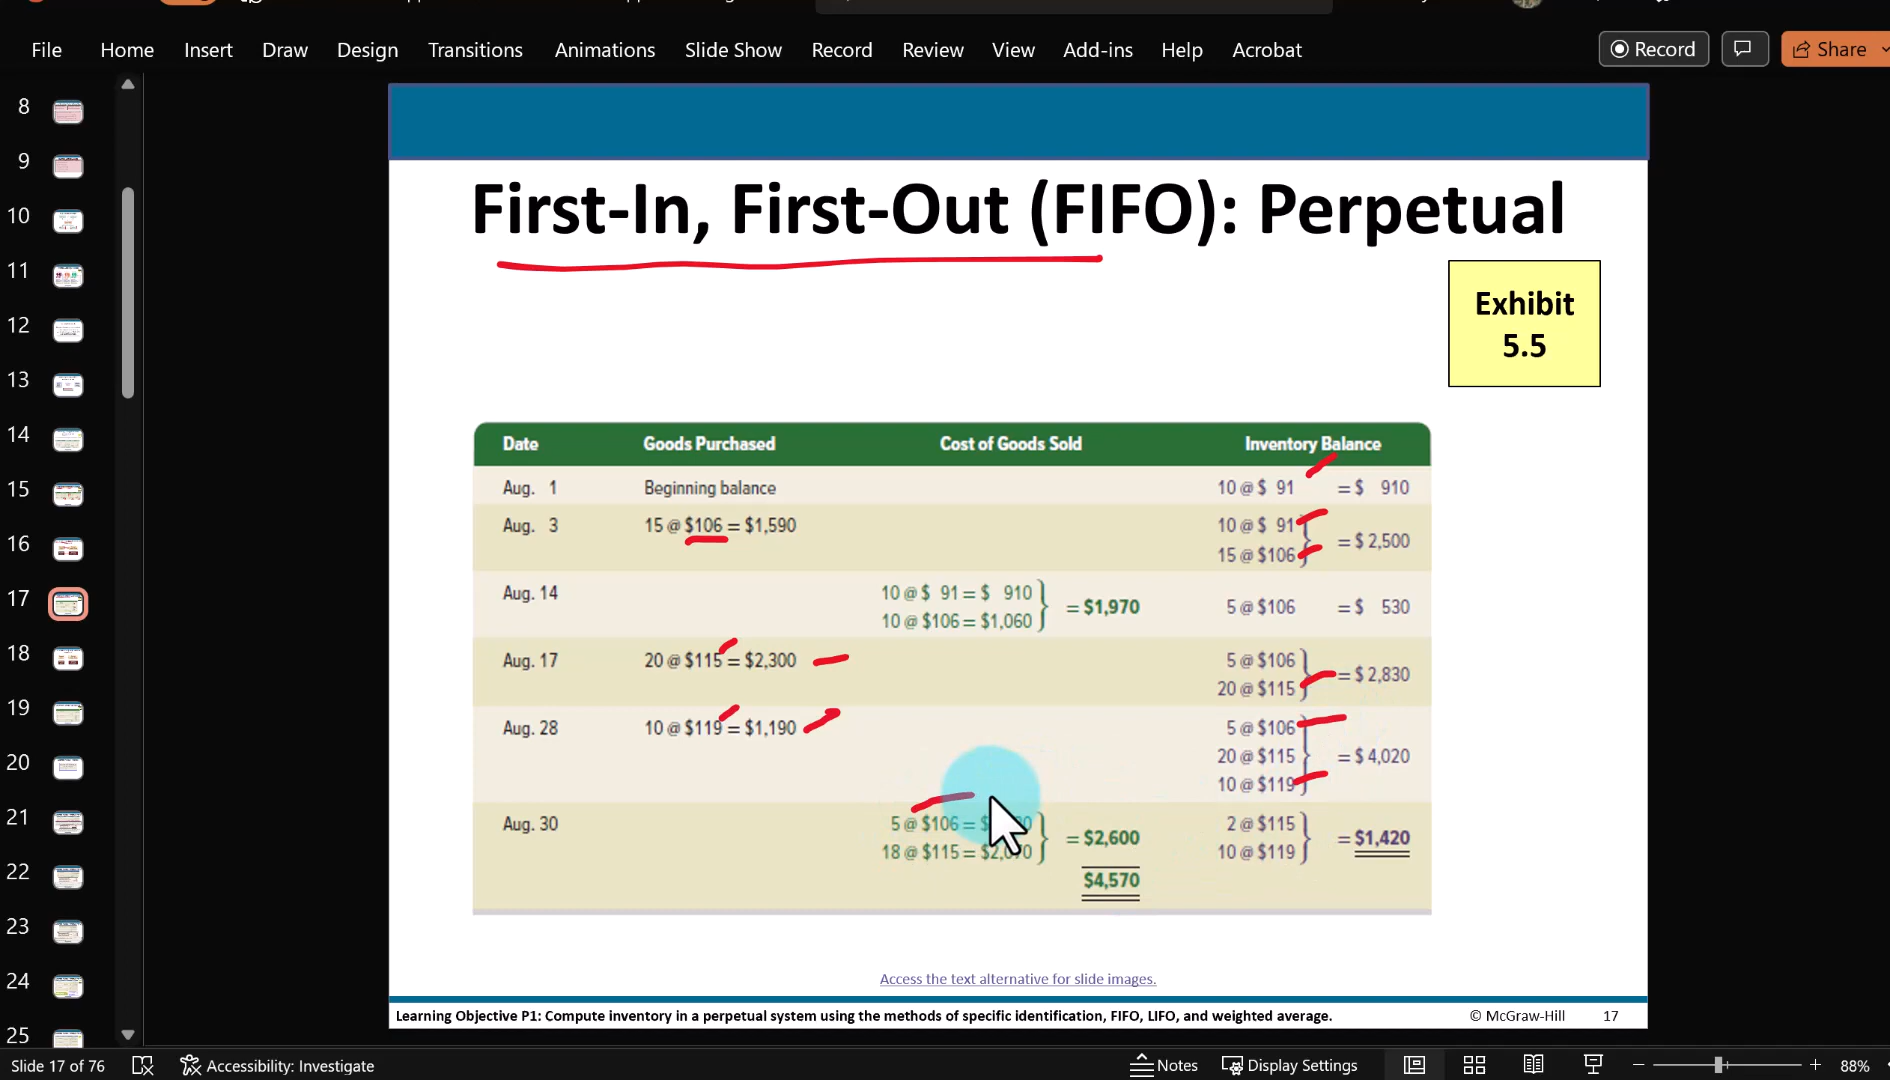 File Home Insert Draw Design Transitions Animations Slide Show Record Review View Add-ins Help Acrobat Record Share
8
9
10
11
12
13
14
15
16
17
18
19
20
21
22
23
24
25
First-In, First-Out (FIFO): Perpetual
Exhibit
5.5
Date Goods Purchased Cost of Goods Sold Inventory Balance
Aug. 1 Beginning balance 10 @ $ 91 = $ 910
Aug. 3 15 @ $106 = $1,590 10 @ $ 91
15 @ $106 = $ 2,500
Aug. 14 10 @ $ 91 = $ 910
10 @ $106 = $1,060 = $1,970 5 @ $106 = $ 530
Aug. 17 20 @ $115 = $2,300 5 @ $106
20 @ $115 = $ 2,830
Aug. 28 10 @ $119 = $1,190 5 @ $106
20 @ $115 = $ 4,020
10 @ $119
Aug. 30 5 @ $106 = = $2,600 2 @ $115
18 @ $115 = $2,070 10 @ $119 = $1,420
$4,570
Access the text alternative for slide images.
Learning Objective P1: Compute inventory in a perpetual system using the methods of specific identification, FIFO, LIFO, and weighted average. © McGraw-Hill 17
Slide 17 of 76 Accessibility: Investigate Notes Display Settings 88%